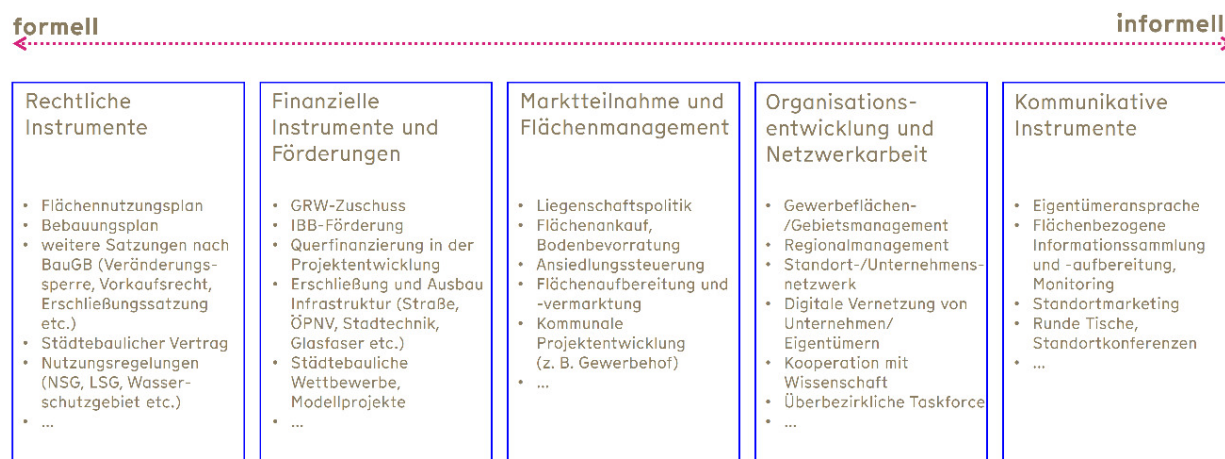 formell
informell
Rechtliche
Instrumente
• Flächennutzungsplan
• Bebauungsplan
• weitere Satzungen nach
BauGB (Veränderungs-
sperre, Vorkaufsrecht,
Erschließungssatzung
etc.)
• Städtebaulicher Vertrag
• Nutzungsregelungen
(NSG, LSG, Wasser-
schutzgebiet etc.)
• ...
Finanzielle
Instrumente und
Förderungen
• GRW-Zuschuss
• IBB-Förderung
• Querfinanzierung in der
Projektentwicklung
• Erschließung und Ausbau
Infrastruktur (Straße,
ÖPNV, Stadttechnik,
Glasfaser etc.)
• Städtebauliche
Wettbewerbe,
Modellprojekte
• ...
Marktteilnahme und
Flächenmanagement
• Liegenschaftspolitik
• Flächenankauf,
Bodenbevorratung
• Ansiedlungssteuerung
• Flächenaufbereitung und
-vermarktung
• Kommunale
Projektentwicklung
(z. B. Gewerbehof)
• ...
Organisations-
entwicklung und
Netzwerkarbeit
• Gewerbeflächen-
/Gebietsmanagement
• Regionalmanagement
• Standort-/Unternehmens-
netzwerk
• Digitale Vernetzung von
Unternehmen/
Eigentümern
• Kooperation mit
Wissenschaft
• Überbezirkliche Taskforce
• ...
Kommunikative
Instrumente
• Eigentümeransprache
• Flächenbezogene
Informationssammlung
und -aufbereitung,
Monitoring
• Standortmarketing
• Runde Tische,
Standortkonferenzen
• ...